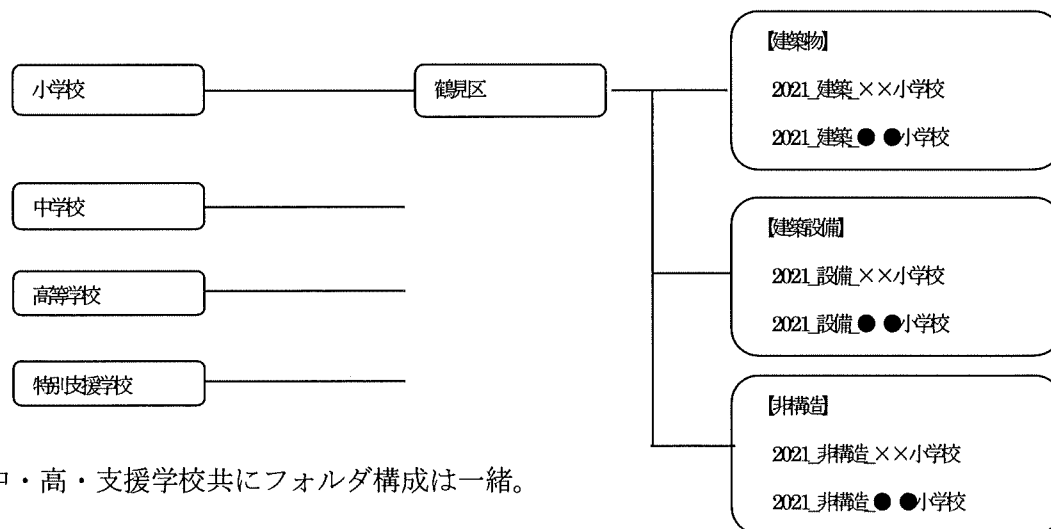 小学校
鶴見区
【建築物】
2021_建築_××小学校
2021_建築_●●小学校
中学校
【建築設備】
2021_設備_××小学校
2021_設備_●●小学校
高等学校
特別支援学校
【非構造】
2021_非構造_××小学校
2021_非構造_●●小学校
・高・支援学校共にフォルダ構成は一緒。